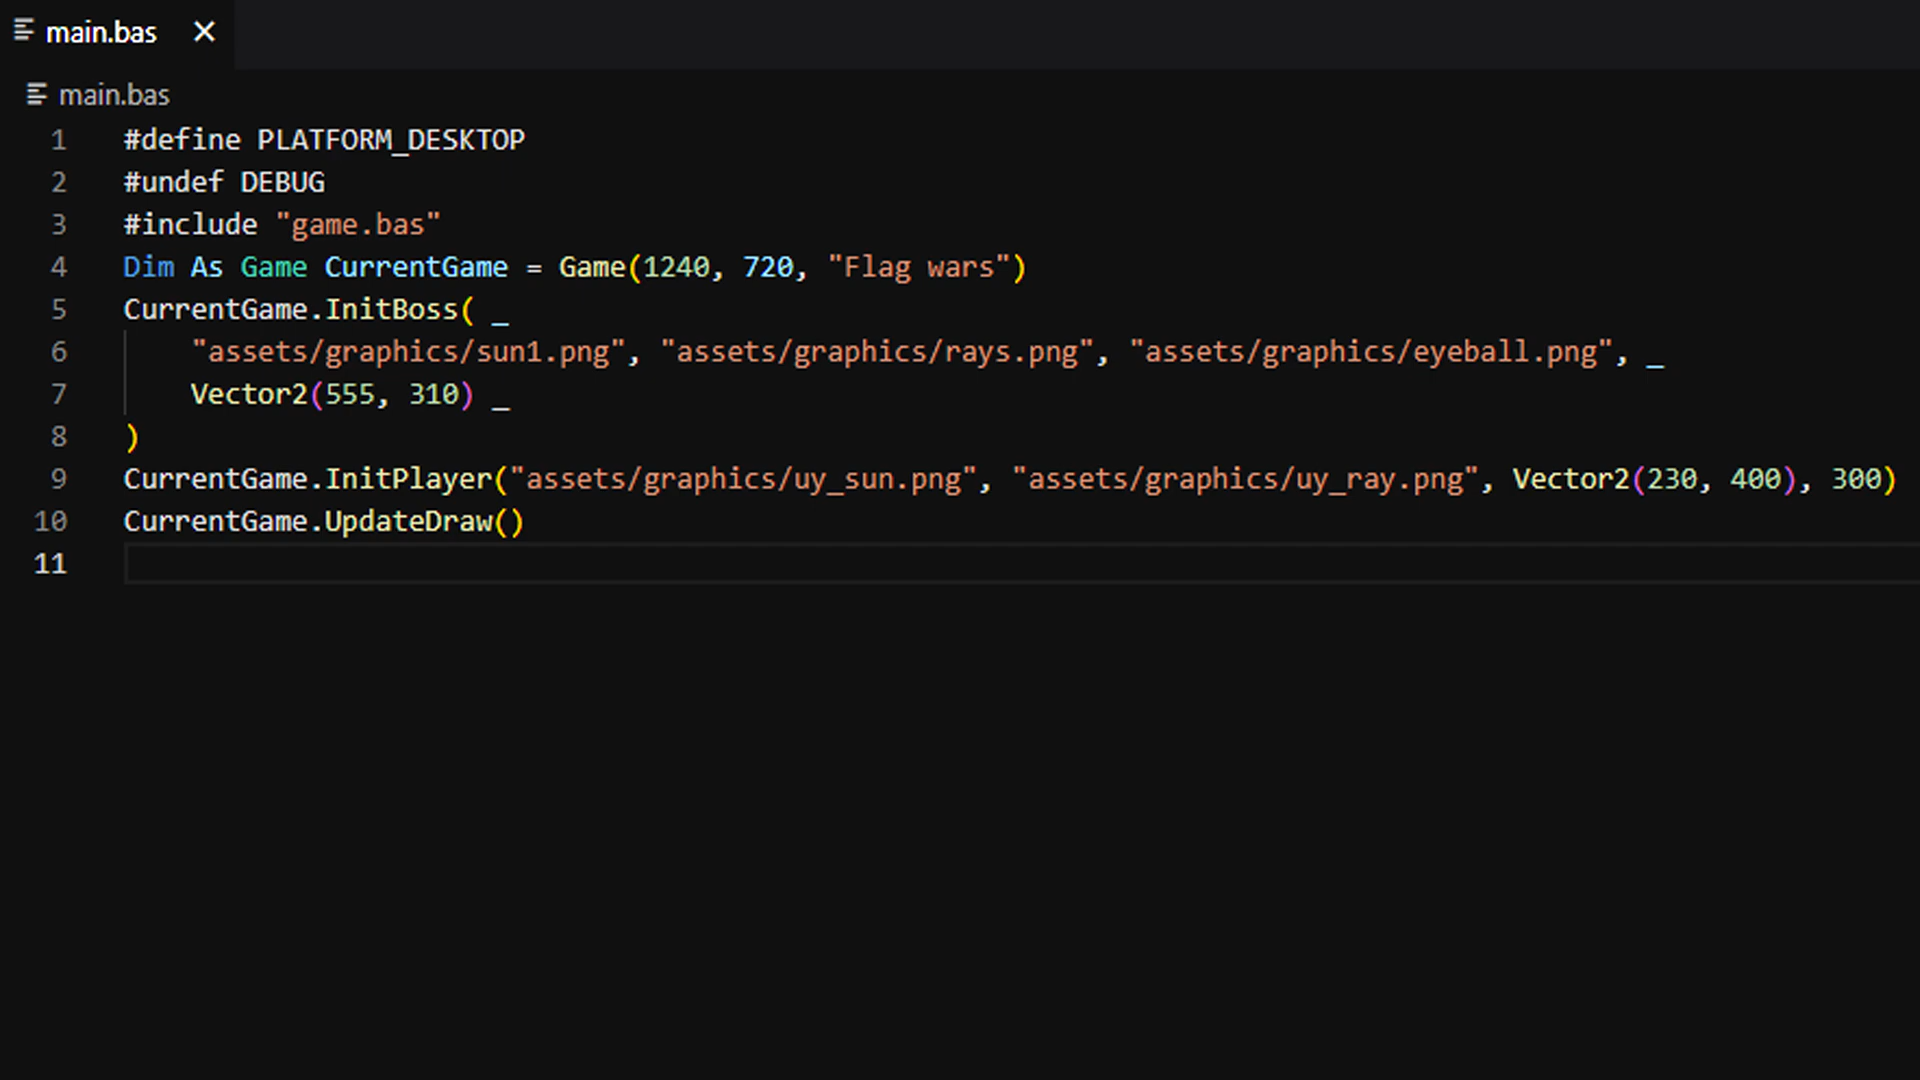 main.bas
main.bas
1 #define PLATFORM_DESKTOP
2 #undef DEBUG
3 #include "game.bas"
4 Dim As Game CurrentGame = Game(1240, 720, "Flag wars")
5 CurrentGame.InitBoss( _
6     "assets/graphics/sun1.png", "assets/graphics/rays.png", "assets/graphics/eyeball.png", _
7     Vector2(555, 310) _
8 )
9 CurrentGame.InitPlayer("assets/graphics/uy_sun.png", "assets/graphics/uy_ray.png", Vector2(230, 400), 300)
10 CurrentGame.UpdateDraw()
11